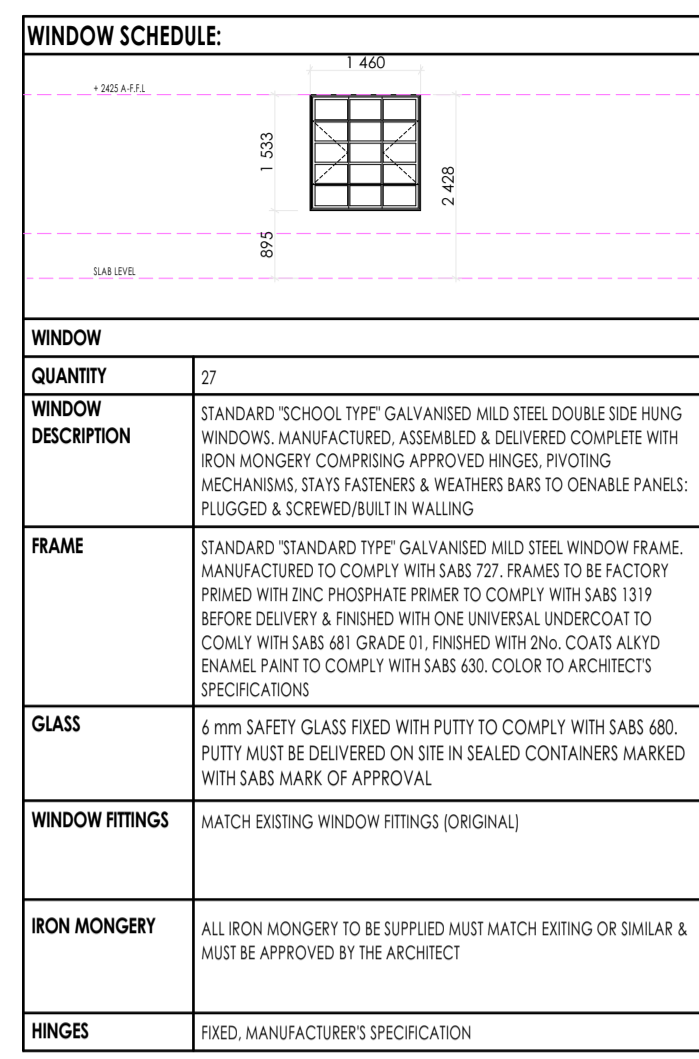 WINDOW SCHEDULE:
1 460
+ 2425 A-F.F.L
1 533
2 428
895
SLAB LEVEL
WINDOW
QUANTITY
27
WINDOW
DESCRIPTION
STANDARD "SCHOOL TYPE" GALVANISED MILD STEEL DOUBLE SIDE HUNG
WINDOWS. MANUFACTURED, ASSEMBLED & DELIVERED COMPLETE WITH
IRON MONGERY COMPRISING APPROVED HINGES, PIVOTING
MECHANISMS, STAYS FASTENERS & WEATHERS BARS TO OENABLE PANELS:
PLUGGED & SCREWED/BUILT IN WALLING
FRAME
STANDARD "STANDARD TYPE" GALVANISED MILD STEEL WINDOW FRAME.
MANUFACTURED TO COMPLY WITH SABS 727. FRAMES TO BE FACTORY
PRIMED WITH ZINC PHOSPHATE PRIMER TO COMPLY WITH SABS 1319
BEFORE DELIVERY & FINISHED WITH ONE UNIVERSAL UNDERCOAT TO
COMLY WITH SABS 681 GRADE 01, FINISHED WITH 2No. COATS ALKYD
ENAMEL PAINT TO COMPLY WITH SABS 630. COLOR TO ARCHITECT'S
SPECIFICATIONS
GLASS
6 mm SAFETY GLASS FIXED WITH PUTTY TO COMPLY WITH SABS 680.
PUTTY MUST BE DELIVERED ON SITE IN SEALED CONTAINERS MARKED
WITH SABS MARK OF APPROVAL
WINDOW FITTINGS
MATCH EXISTING WINDOW FITTINGS (ORIGINAL)
IRON MONGERY
ALL IRON MONGERY TO BE SUPPLIED MUST MATCH EXITING OR SIMILAR &
MUST BE APPROVED BY THE ARCHITECT
HINGES
FIXED, MANUFACTURER'S SPECIFICATION